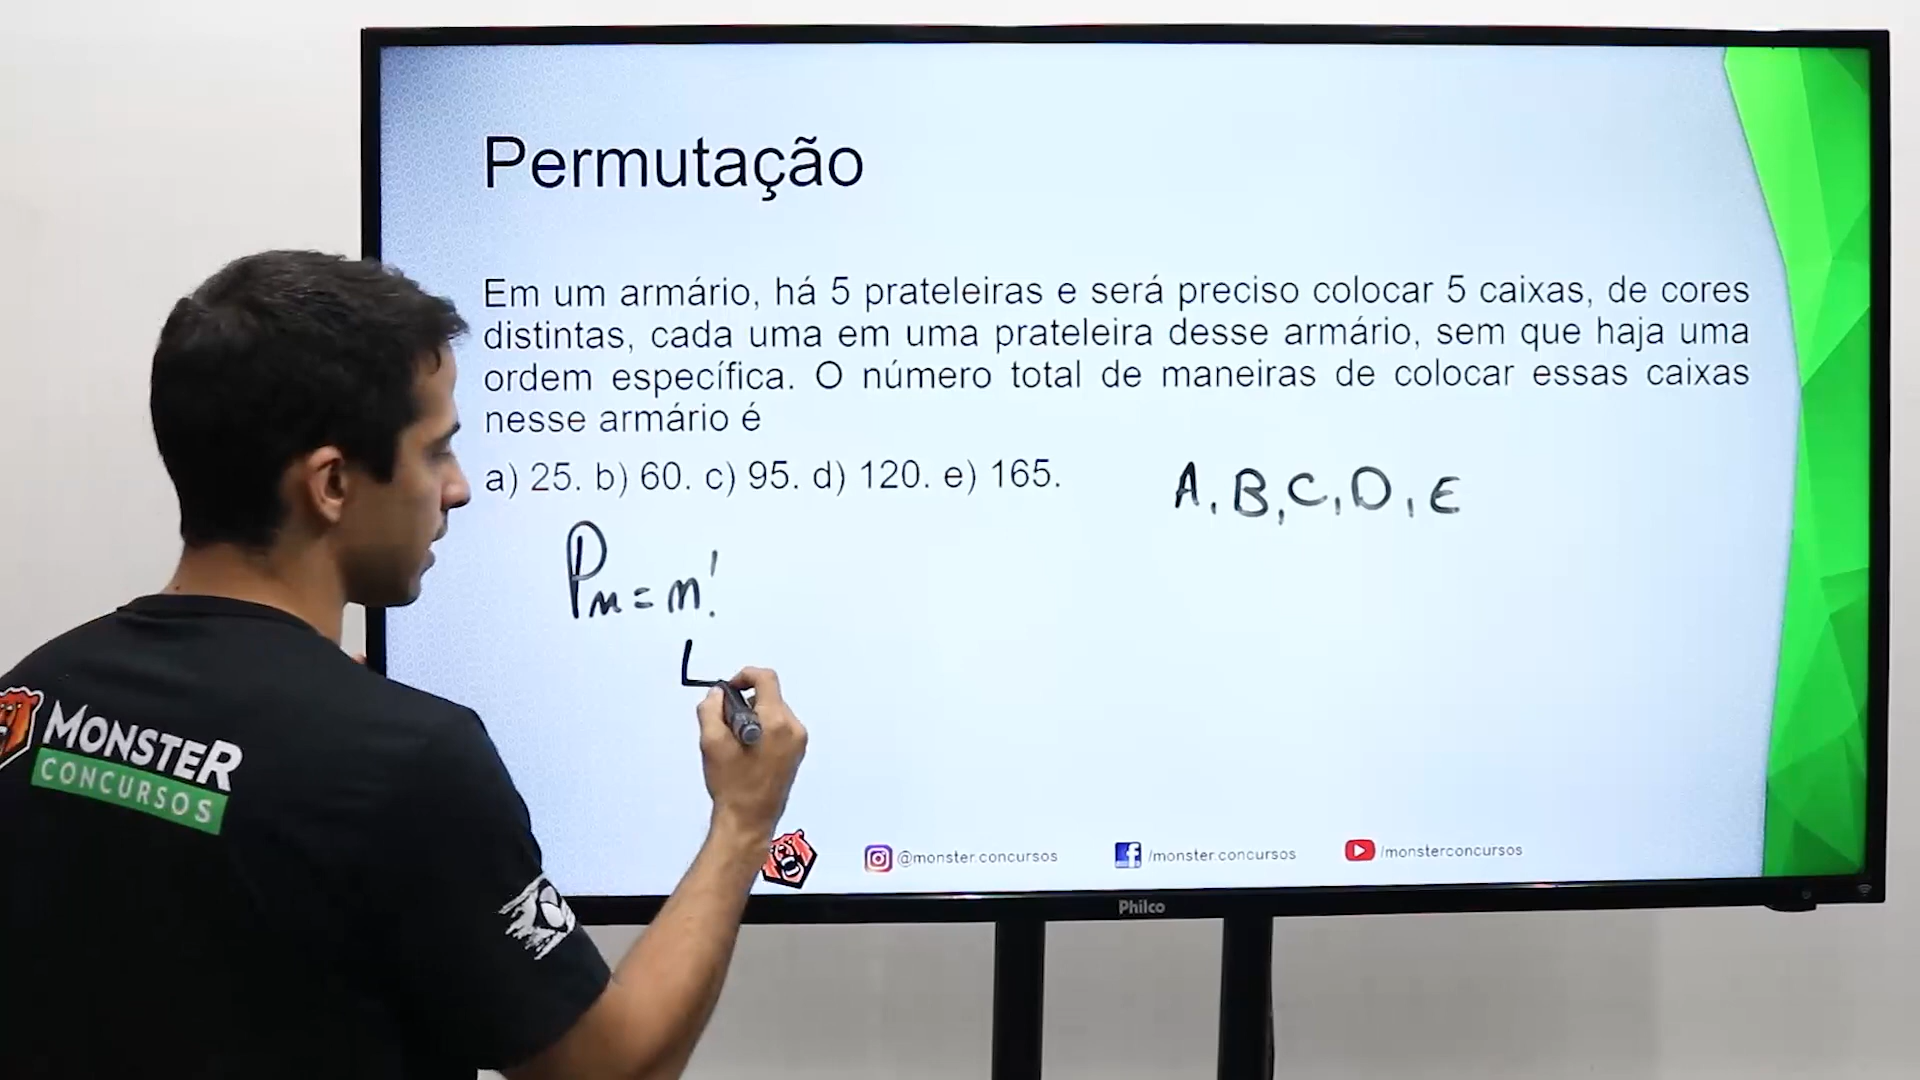 Permutação
Em um armário, há 5 prateleiras e será preciso colocar 5 caixas, de cores
distintas, cada uma em uma prateleira desse armário, sem que haja uma
ordem específica. O número total de maneiras de colocar essas caixas
nesse armário é
a) 25. b) 60. c) 95. d) 120. e) 165.
A, B, C, D, E
Pn = n!
MONSTER
CONCURSOS
@monster.concursos
/monster.concursos
/monsterconcursos
Philco